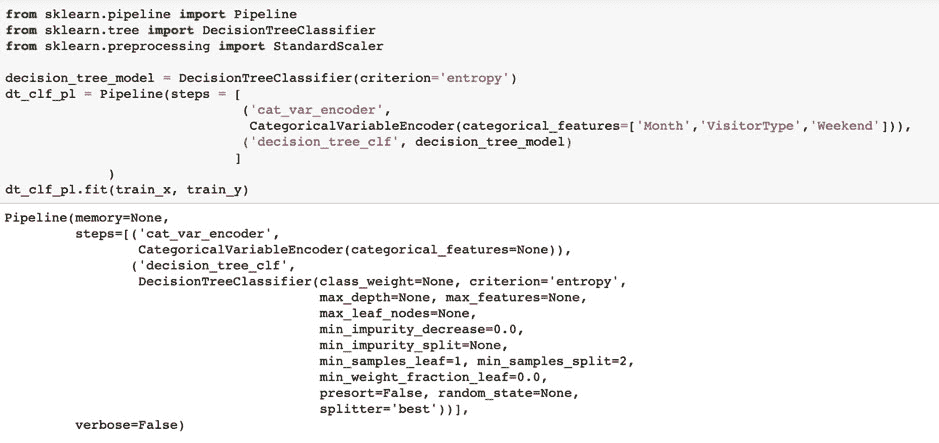 from sklearn.pipeline import Pipeline
from sklearn.tree import DecisionTreeClassifier
from sklearn.preprocessing import StandardScaler
decision_tree_model = DecisionTreeClassifier(criterion='entropy')
dt_clf_pl = Pipeline(steps = [
('cat_var_encoder',
CategoricalVariableEncoder(categorical_features=['Month','VisitorType','Weekend'])),
('decision_tree_clf', decision_tree_model)
]
)
dt_clf_pl.fit(train_x, train_y)
Pipeline(memory=None,
steps=[('cat_var_encoder',
CategoricalVariableEncoder(categorical_features=None)),
('decision_tree_clf',
DecisionTreeClassifier(class_weight=None, criterion='entropy',
max_depth=None, max_features=None,
max_leaf_nodes=None,
min_impurity_decrease=0.0,
min_impurity_split=None,
min_samples_leaf=1, min_samples_split=2,
min_weight_fraction_leaf=0.0,
presort=False, random_state=None,
splitter='best'))],
verbose=False)